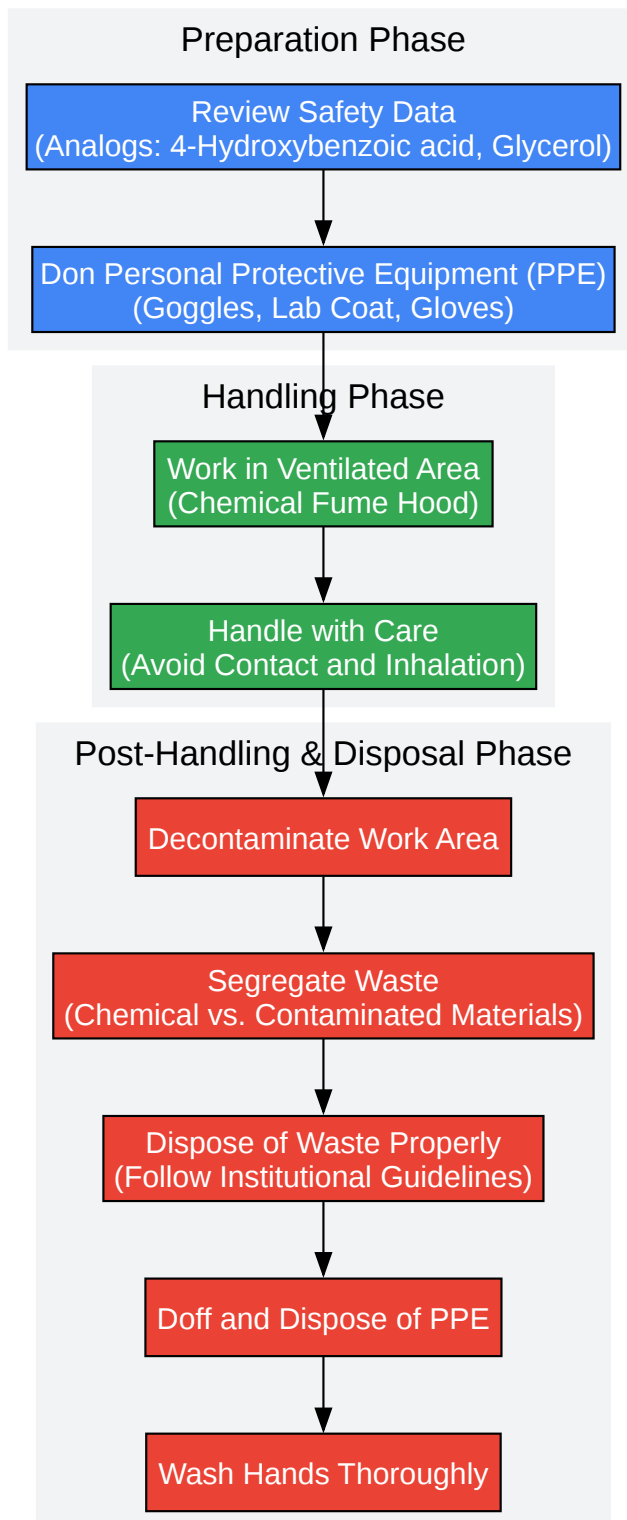 Preparation Phase
Review Safety Data
(Analogs: 4-Hydroxybenzoic acid, Glycerol)
Don Personal Protective Equipment (PPE)
(Goggles, Lab Coat, Gloves)
Handling Phase
Work in Ventilated Area
(Chemical Fume Hood)
Handle with Care
(Avoid Contact and Inhalation)
Post-Handling & Disposal Phase
Decontaminate Work Area
Segregate Waste
(Chemical vs. Contaminated Materials)
Dispose of Waste Properly
(Follow Institutional Guidelines)
Doff and Dispose of PPE
Wash Hands Thoroughly